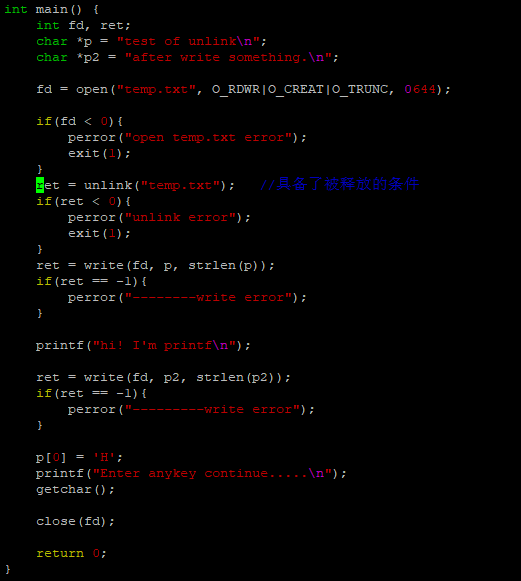 int main() {
    int fd, ret;
    char *p = "test of unlink\n";
    char *p2 = "after write something.\n";

    fd = open("temp.txt", O_RDWR|O_CREAT|O_TRUNC, 0644);

    if(fd < 0){
        perror("open temp.txt error");
        exit(1);
    }
    ret = unlink("temp.txt");   //具备了被释放的条件
    if(ret < 0){
        perror("unlink error");
        exit(1);
    }
    ret = write(fd, p, strlen(p));
    if(ret == -1){
        perror("--------write error");
    }

    printf("hi! I'm printf\n");

    ret = write(fd, p2, strlen(p2));
    if(ret == -1){
        perror("---------write error");
    }

    p[0] = 'H';
    printf("Enter anykey continue.....\n");
    getchar();

    close(fd);

    return 0;
}